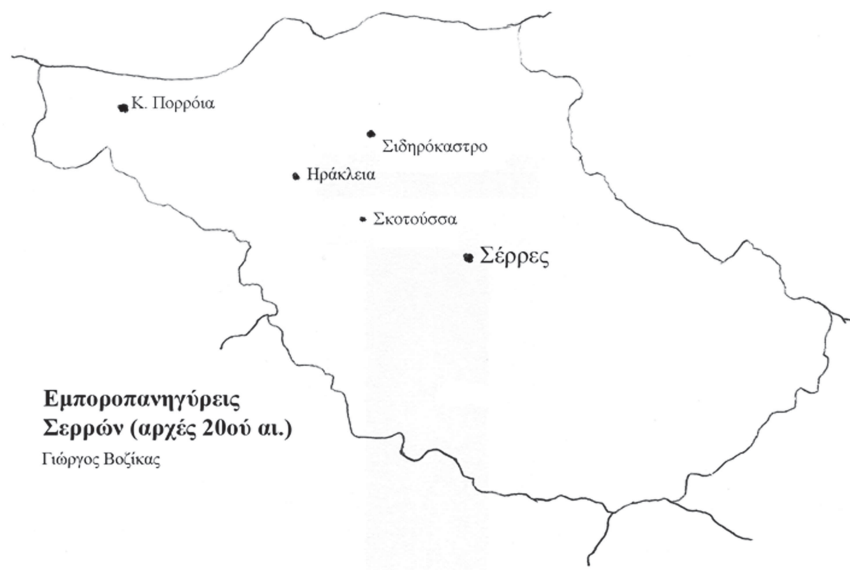 Κ. Πορρόια
Σιδηρόκαστρο
Ηράκλεια
Σκοτούσσα
Σέρρες
Εμποροπανηγύρεις
Σερρών (αρχές 20ού αι.)
Γιώργος Βοζίκας